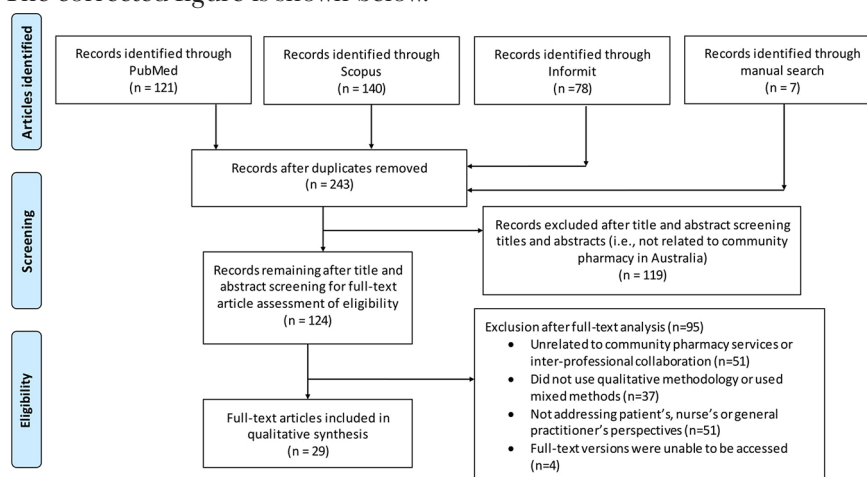 The corrected figure is shown below.
Articles identified
Records identified through
PubMed
(n = 121)
Records identified through
Scopus
(n = 140)
Records identified through
Informit
(n =78)
Records identified through
manual search
(n = 7)
Records after duplicates removed
(n = 243)
Screening
Records excluded after title and abstract screening
titles and abstracts (i.e., not related to community
pharmacy in Australia)
(n = 119)
Records remaining after title and
abstract screening for full-text
article assessment of eligibility
(n = 124)
Eligibility
Exclusion after full-text analysis (n=95)
• Unrelated to community pharmacy services or
inter-professional collaboration (n=51)
• Did not use qualitative methodology or used
mixed methods (n=37)
• Not addressing patient's, nurse's or general
practitioner's perspectives (n=51)
• Full-text versions were unable to be accessed
(n=4)
Full-text articles included in
qualitative synthesis
(n = 29)